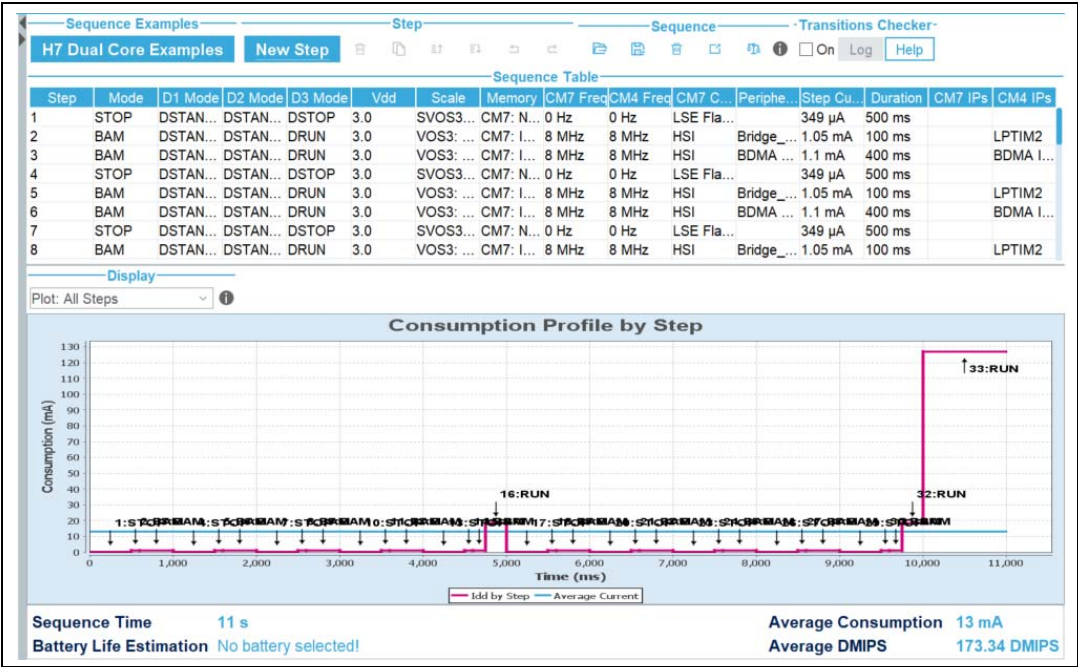 Sequence Examples Step Sequence Transitions Checker
H7 Dual Core Examples New Step On Log Help
Sequence Table
Step Mode D1 Mode D2 Mode D3 Mode Vdd Scale Memory CM7 Freq CM4 Freq CM7 C... Periphe... Step Cu... Duration CM7 IPs CM4 IPs
1 STOP DSTAN... DSTAN... DSTOP 3.0 SVOS3... CM7: N... 0 Hz 0 Hz LSE Fla... 349 µA 500 ms
2 BAM DSTAN... DSTAN... DRUN 3.0 VOS3: ... CM7: I... 8 MHz 8 MHz HSI Bridge_... 1.05 mA 100 ms LPTIM2
3 BAM DSTAN... DSTAN... DRUN 3.0 VOS3: ... CM7: I... 8 MHz 8 MHz HSI BDMA ... 1.1 mA 400 ms BDMA I...
4 STOP DSTAN... DSTAN... DSTOP 3.0 SVOS3... CM7: N... 0 Hz 0 Hz LSE Fla... 349 µA 500 ms
5 BAM DSTAN... DSTAN... DRUN 3.0 VOS3: ... CM7: I... 8 MHz 8 MHz HSI Bridge_... 1.05 mA 100 ms LPTIM2
6 BAM DSTAN... DSTAN... DRUN 3.0 VOS3: ... CM7: I... 8 MHz 8 MHz HSI BDMA ... 1.1 mA 400 ms BDMA I...
7 STOP DSTAN... DSTAN... DSTOP 3.0 SVOS3... CM7: N... 0 Hz 0 Hz LSE Fla... 349 µA 500 ms
8 BAM DSTAN... DSTAN... DRUN 3.0 VOS3: ... CM7: I... 8 MHz 8 MHz HSI Bridge_... 1.05 mA 100 ms LPTIM2
Display
Plot: All Steps
Consumption Profile by Step
Consumption (mA)
130
120
110
100
90
80
70
60
50
40
30
20
10
0
33:RUN
16:RUN 32:RUN
0 1,000 2,000 3,000 4,000 5,000 6,000 7,000 8,000 9,000 10,000 11,000
Time (ms)
Idd by Step Average Current
Sequence Time 11 s Average Consumption 13 mA
Battery Life Estimation No battery selected! Average DMIPS 173.34 DMIPS